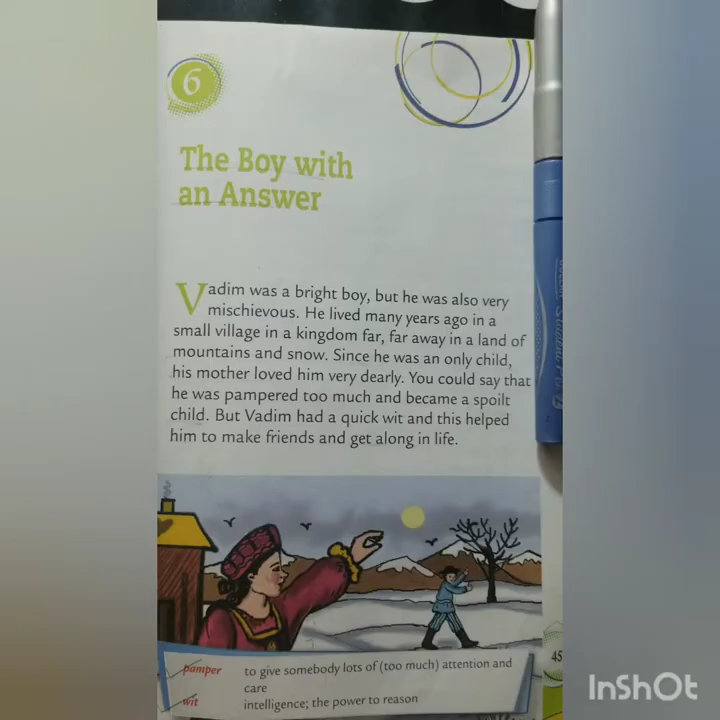 6
The Boy with
an Answer
Vadim was a bright boy, but he was also very
mischievous. He lived many years ago in a
small village in a kingdom far, far away in a land of
mountains and snow. Since he was an only child,
his mother loved him very dearly. You could say that
he was pampered too much and became a spoilt
child. But Vadim had a quick wit and this helped
him to make friends and get along in life.
pamper to give somebody lots of (too much) attention and
care
wit intelligence; the power to reason
45
InShOt